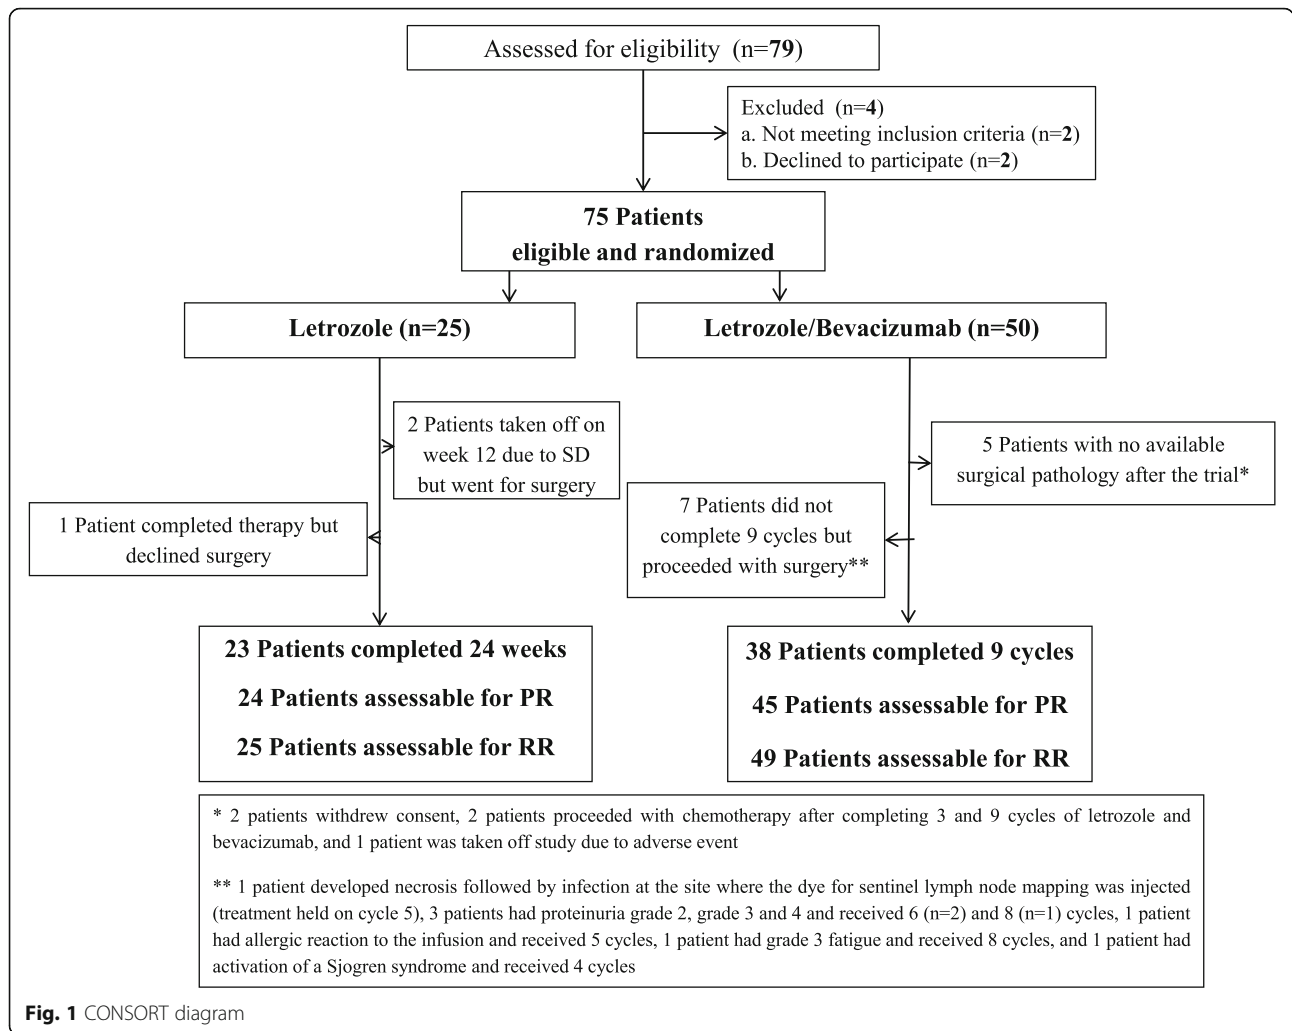 Assessed for eligibility (n=79)
Excluded (n=4)
a. Not meeting inclusion criteria (n=2)
b. Declined to participate (n=2)
75 Patients
eligible and randomized
Letrozole (n=25)
Letrozole/Bevacizumab (n=50)
2 Patients taken off on
week 12 due to SD
but went for surgery
5 Patients with no available
surgical pathology after the trial*
1 Patient completed therapy but
declined surgery
7 Patients did not
complete 9 cycles but
proceeded with surgery**
23 Patients completed 24 weeks
24 Patients assessable for PR
25 Patients assessable for RR
38 Patients completed 9 cycles
45 Patients assessable for PR
49 Patients assessable for RR
* 2 patients withdrew consent, 2 patients proceeded with chemotherapy after completing 3 and 9 cycles of letrozole and
bevacizumab, and 1 patient was taken off study due to adverse event
** 1 patient developed necrosis followed by infection at the site where the dye for sentinel lymph node mapping was injected
(treatment held on cycle 5), 3 patients had proteinuria grade 2, grade 3 and 4 and received 6 (n=2) and 8 (n=1) cycles, 1 patient
had allergic reaction to the infusion and received 5 cycles, 1 patient had grade 3 fatigue and received 8 cycles, and 1 patient had
activation of a Sjogren syndrome and received 4 cycles
Fig. 1 CONSORT diagram